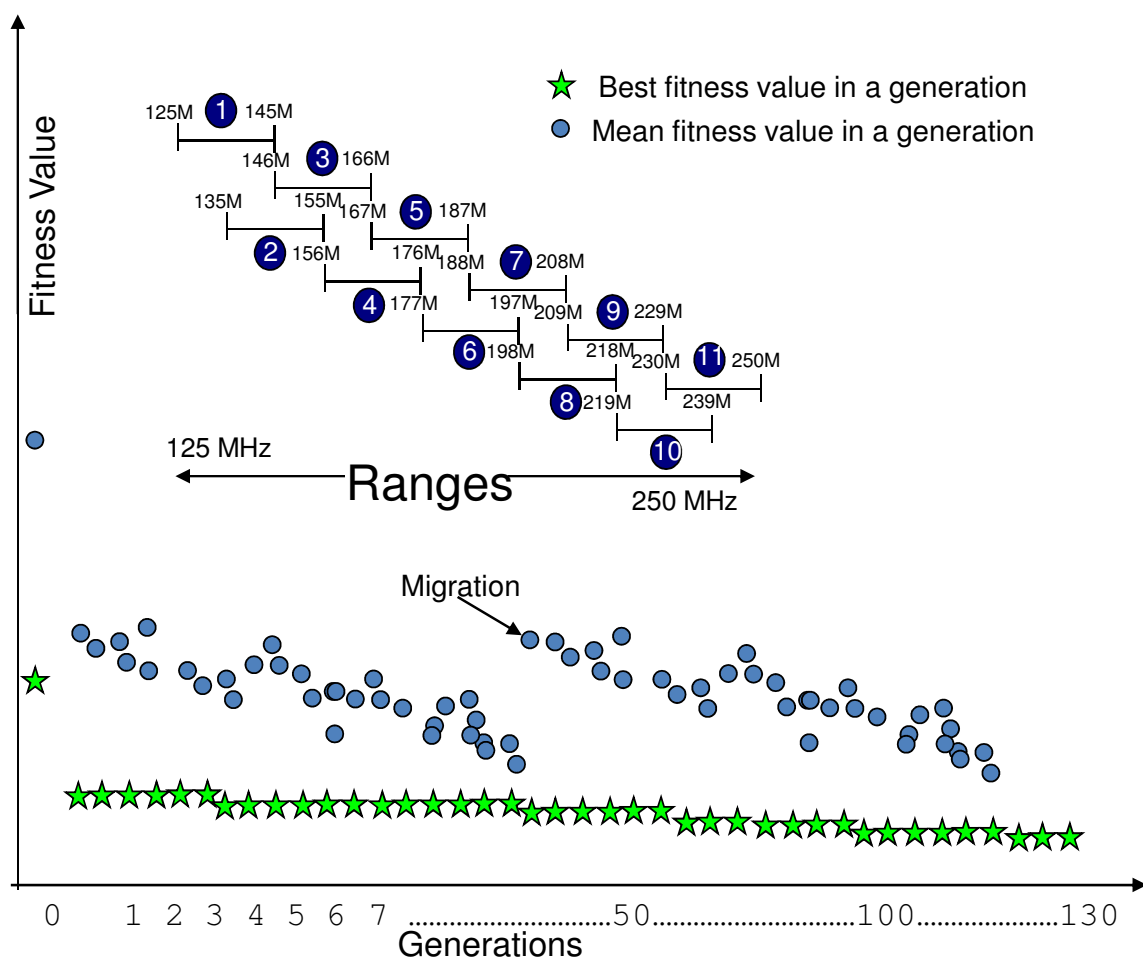 Fitness Value
Best fitness value in a generation
Mean fitness value in a generation
125M 1 145M
146M 3 166M
135M 155M 167M 5 187M
2 156M 176M 188M 7 208M
4 177M 197M 209M 9 229M
6 198M 218M 230M 11 250M
8 219M 239M
10
125 MHz
Ranges
250 MHz
Migration
0 1 2 3 4 5 6 7 ........................50........................100.................130
Generations